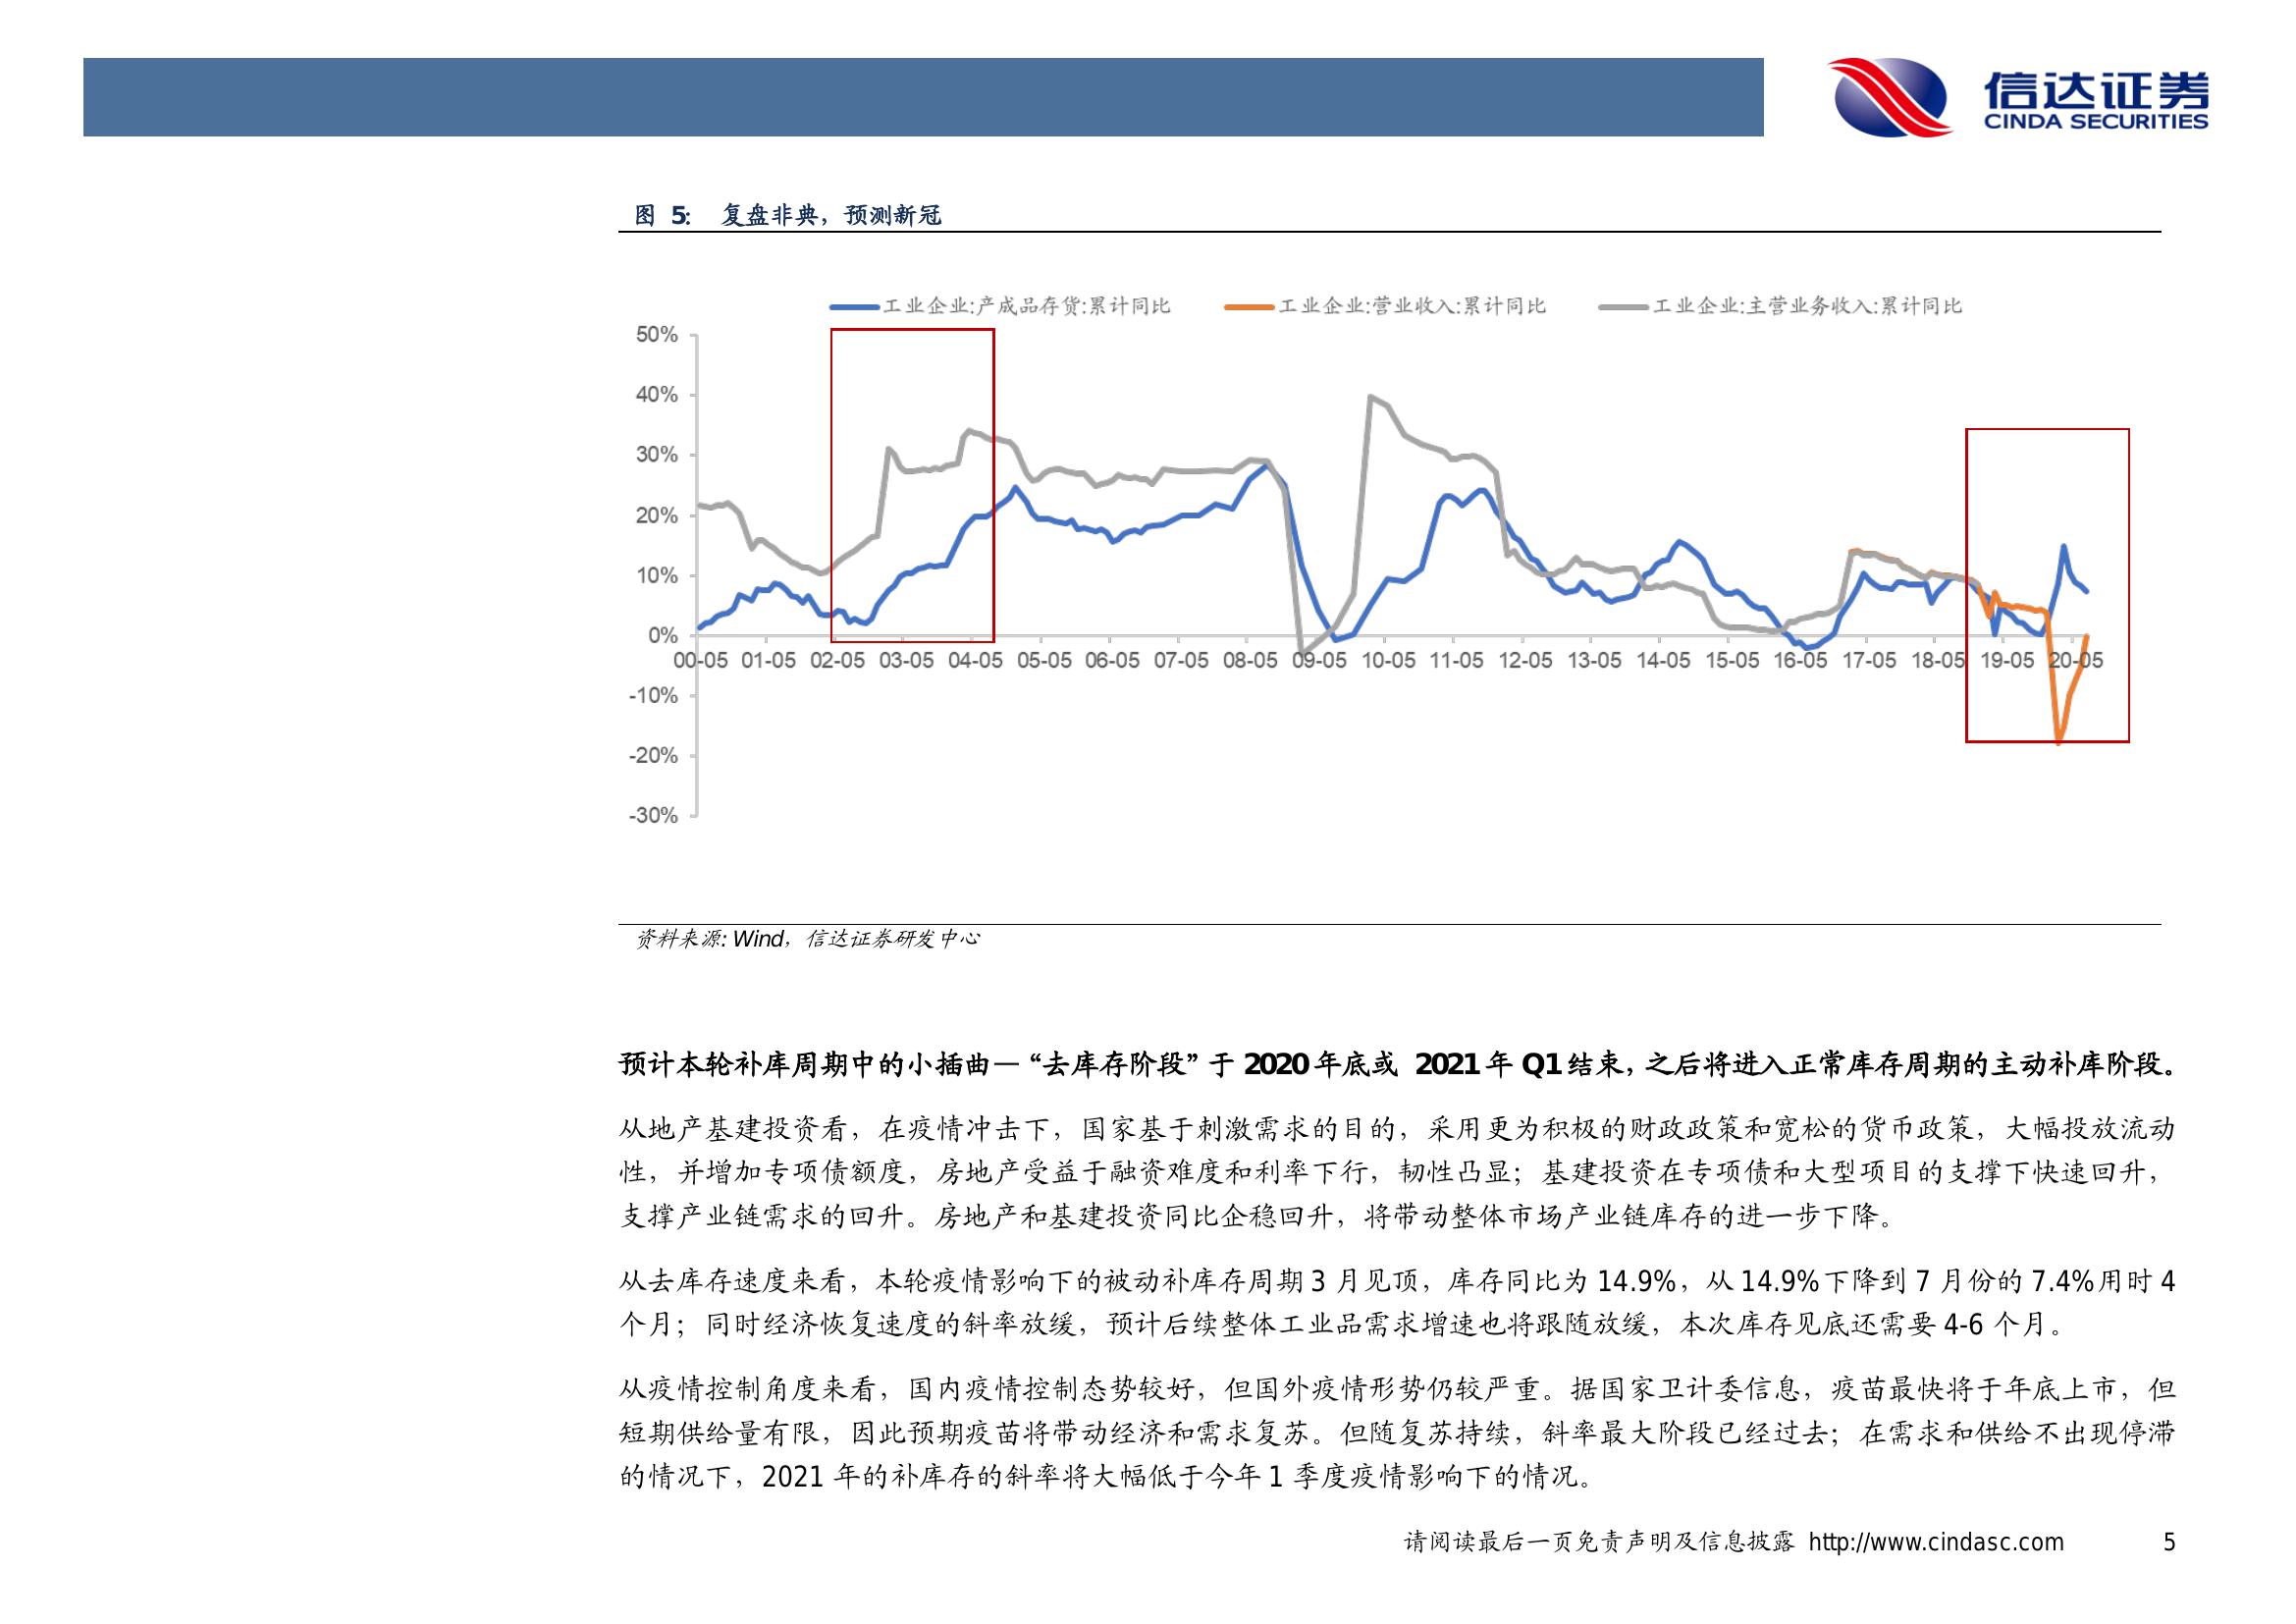 信达证券
CINDA SECURITIES
图 5: 复盘非典，预测新冠
工业企业:产成品存货:累计同比 工业企业:营业收入:累计同比 工业企业:主营业务收入:累计同比
50%
40%
30%
20%
10%
0%
00-05 01-05 02-05 03-05 04-05 05-05 06-05 07-05 08-05 09-05 10-05 11-05 12-05 13-05 14-05 15-05 16-05 17-05 18-05 19-05 20-05
-10%
-20%
-30%
资料来源: Wind，信达证券研发中心
预计本轮补库周期中的小插曲—“去库存阶段”于 2020 年底或 2021 年 Q1 结束，之后将进入正常库存周期的主动补库阶段。
从地产基建投资看，在疫情冲击下，国家基于刺激需求的目的，采用更为积极的财政政策和宽松的货币政策，大幅投放流动
性，并增加专项债额度，房地产受益于融资难度和利率下行，韧性凸显；基建投资在专项债和大型项目的支撑下快速回升，
支撑产业链需求的回升。房地产和基建投资同比企稳回升，将带动整体市场产业链库存的进一步下降。
从去库存速度来看，本轮疫情影响下的被动补库存周期 3 月见顶，库存同比为 14.9%，从 14.9%下降到 7 月份的 7.4%用时 4
个月；同时经济恢复速度的斜率放缓，预计后续整体工业品需求增速也将跟随放缓，本次库存见底还需要 4-6 个月。
从疫情控制角度来看，国内疫情控制态势较好，但国外疫情形势仍较严重。据国家卫计委信息，疫苗最快将于年底上市，但
短期供给量有限，因此预期疫苗将带动经济和需求复苏。但随复苏持续，斜率最大阶段已经过去；在需求和供给不出现停滞
的情况下，2021 年的补库存的斜率将大幅低于今年 1 季度疫情影响下的情况。
请阅读最后一页免责声明及信息披露 http://www.cindasc.com 5